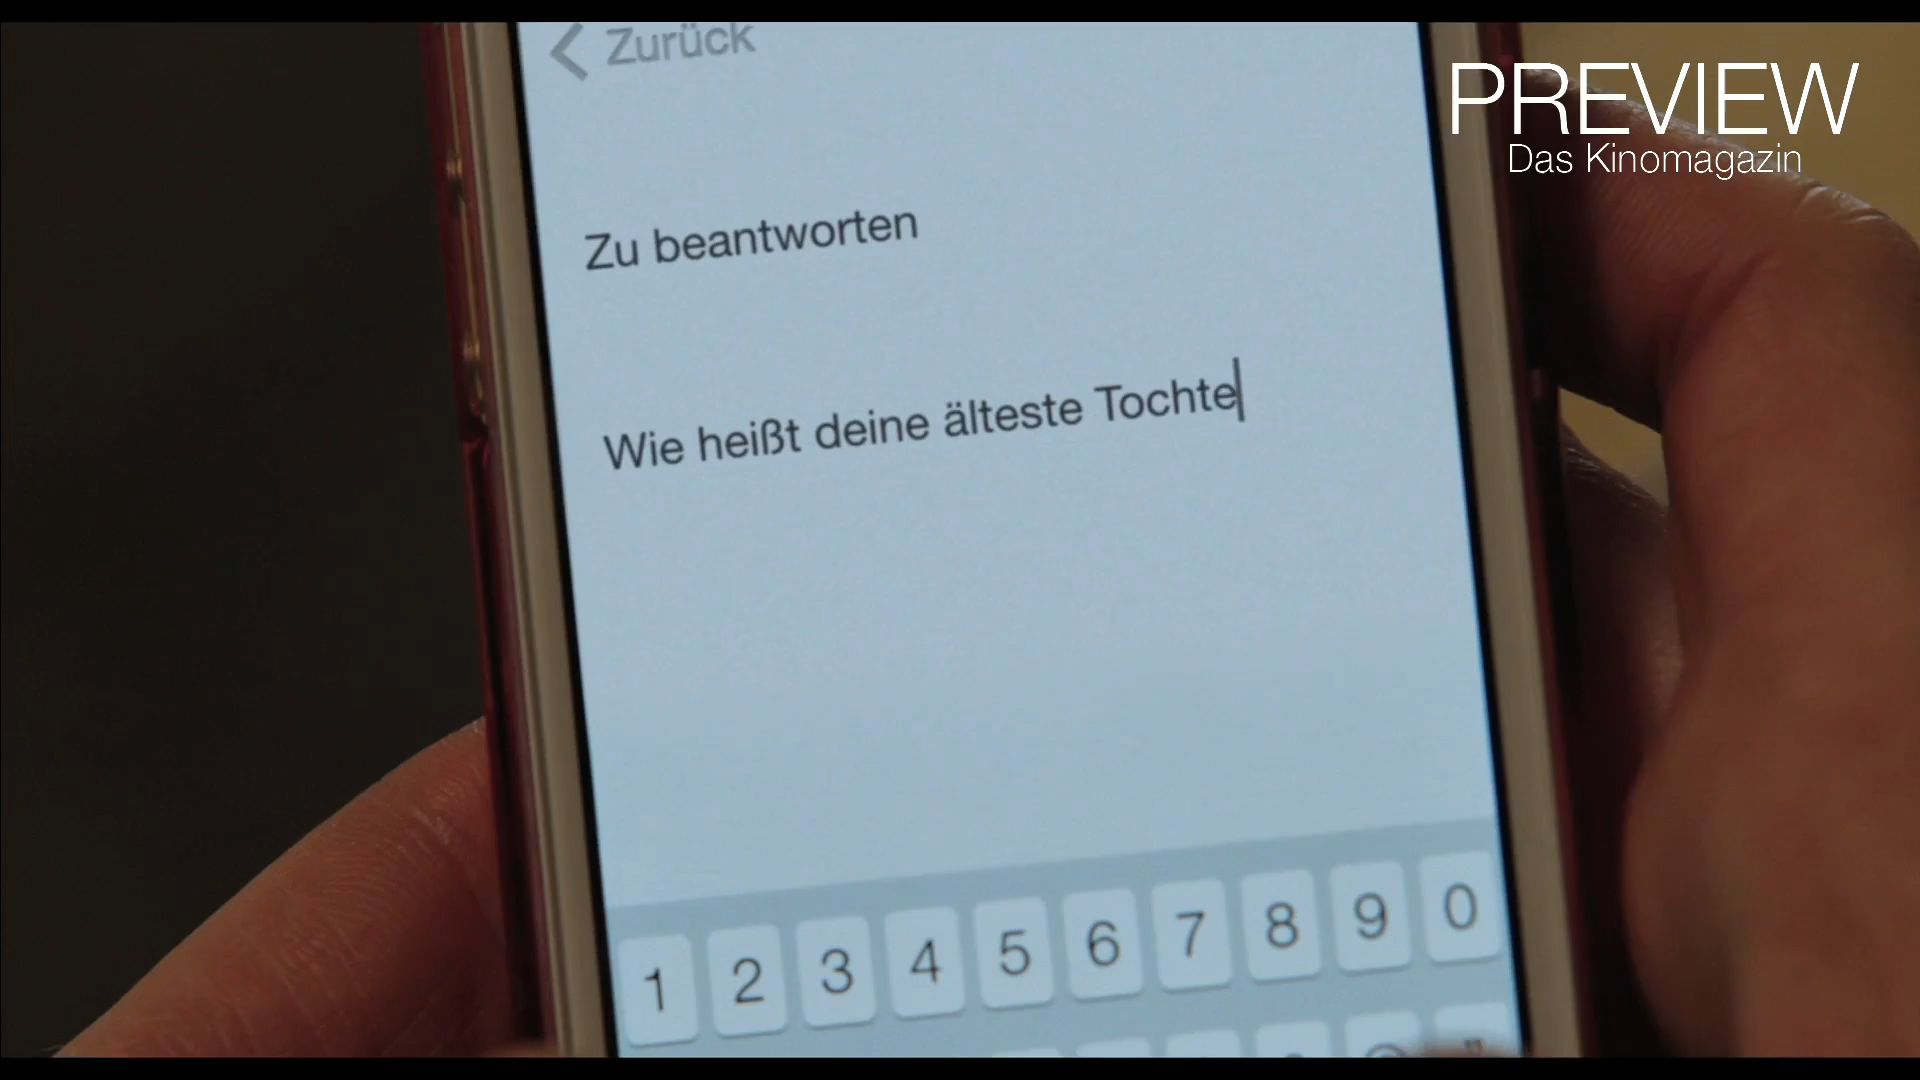 Zurück
PREVIEW
Das Kinomagazin
Zu beantworten
Wie heißt deine älteste Tochte
1 2 3 4 5 6 7 8 9 0